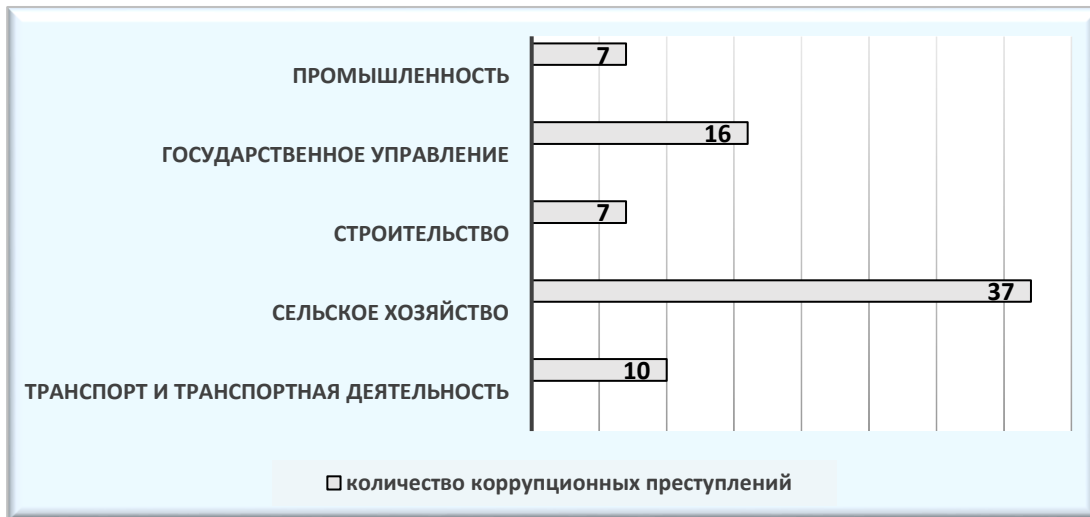 7
ПРОМЫШЛЕННОСТЬ
16
ГОСУДАРСТВЕННОЕ УПРАВЛЕНИЕ
7
СТРОИТЕЛЬСТВО
37
СЕЛЬСКОЕ ХОЗЯЙСТВО
10
ТРАНСПОРТ И ТРАНСПОРТНАЯ ДЕЯТЕЛЬНОСТЬ
количество коррупционных преступлений